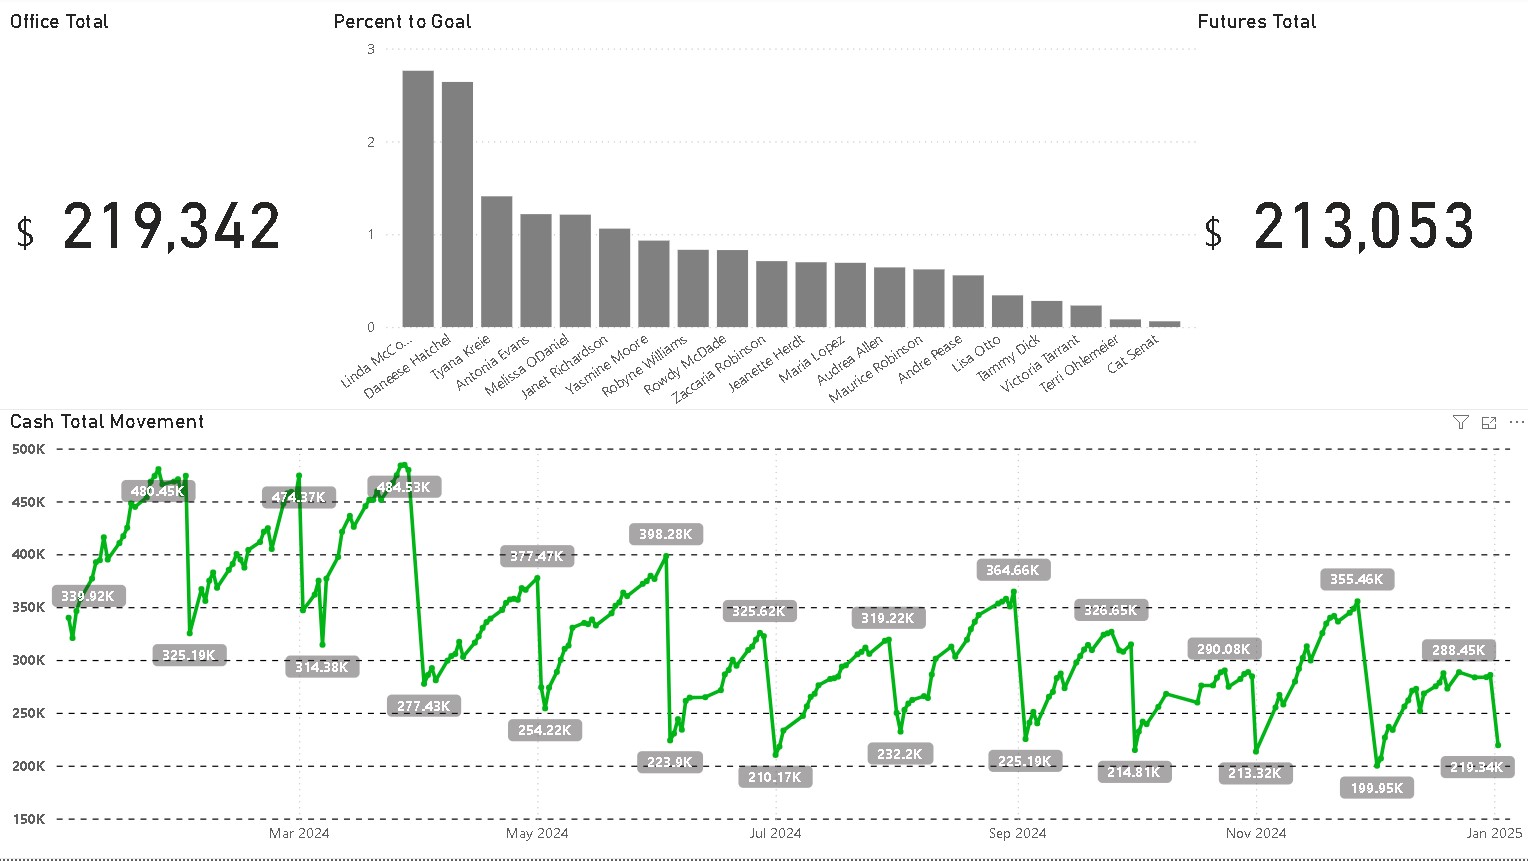 Office Total
$ 219,342
Percent to Goal
3
2
1
0
Linda McCo...
Daneese Hatchel
Tyana Kreie
Antonia Evans
Melissa ODaniel
Janet Richardson
Yasmine Moore
Robyne Williams
Rowdy McDade
Zaccaria Robinson
Jeanette Herdt
Maria Lopez
Audrea Allen
Maurice Robinson
Andre Pease
Lisa Otto
Tammy Dick
Victoria Tarrant
Terri Ohlemeier
Cat Senat
Futures Total
$ 213,053
Cash Total Movement
500K
450K
400K
350K
300K
250K
200K
150K
339.92K
480.45K
325.19K
474.37K
314.38K
484.53K
277.43K
377.47K
254.22K
398.28K
223.9K
325.62K
210.17K
319.22K
232.2K
364.66K
225.19K
326.65K
214.81K
290.08K
213.32K
355.46K
199.95K
288.45K
219.34K
Mar 2024
May 2024
Jul 2024
Sep 2024
Nov 2024
Jan 2025